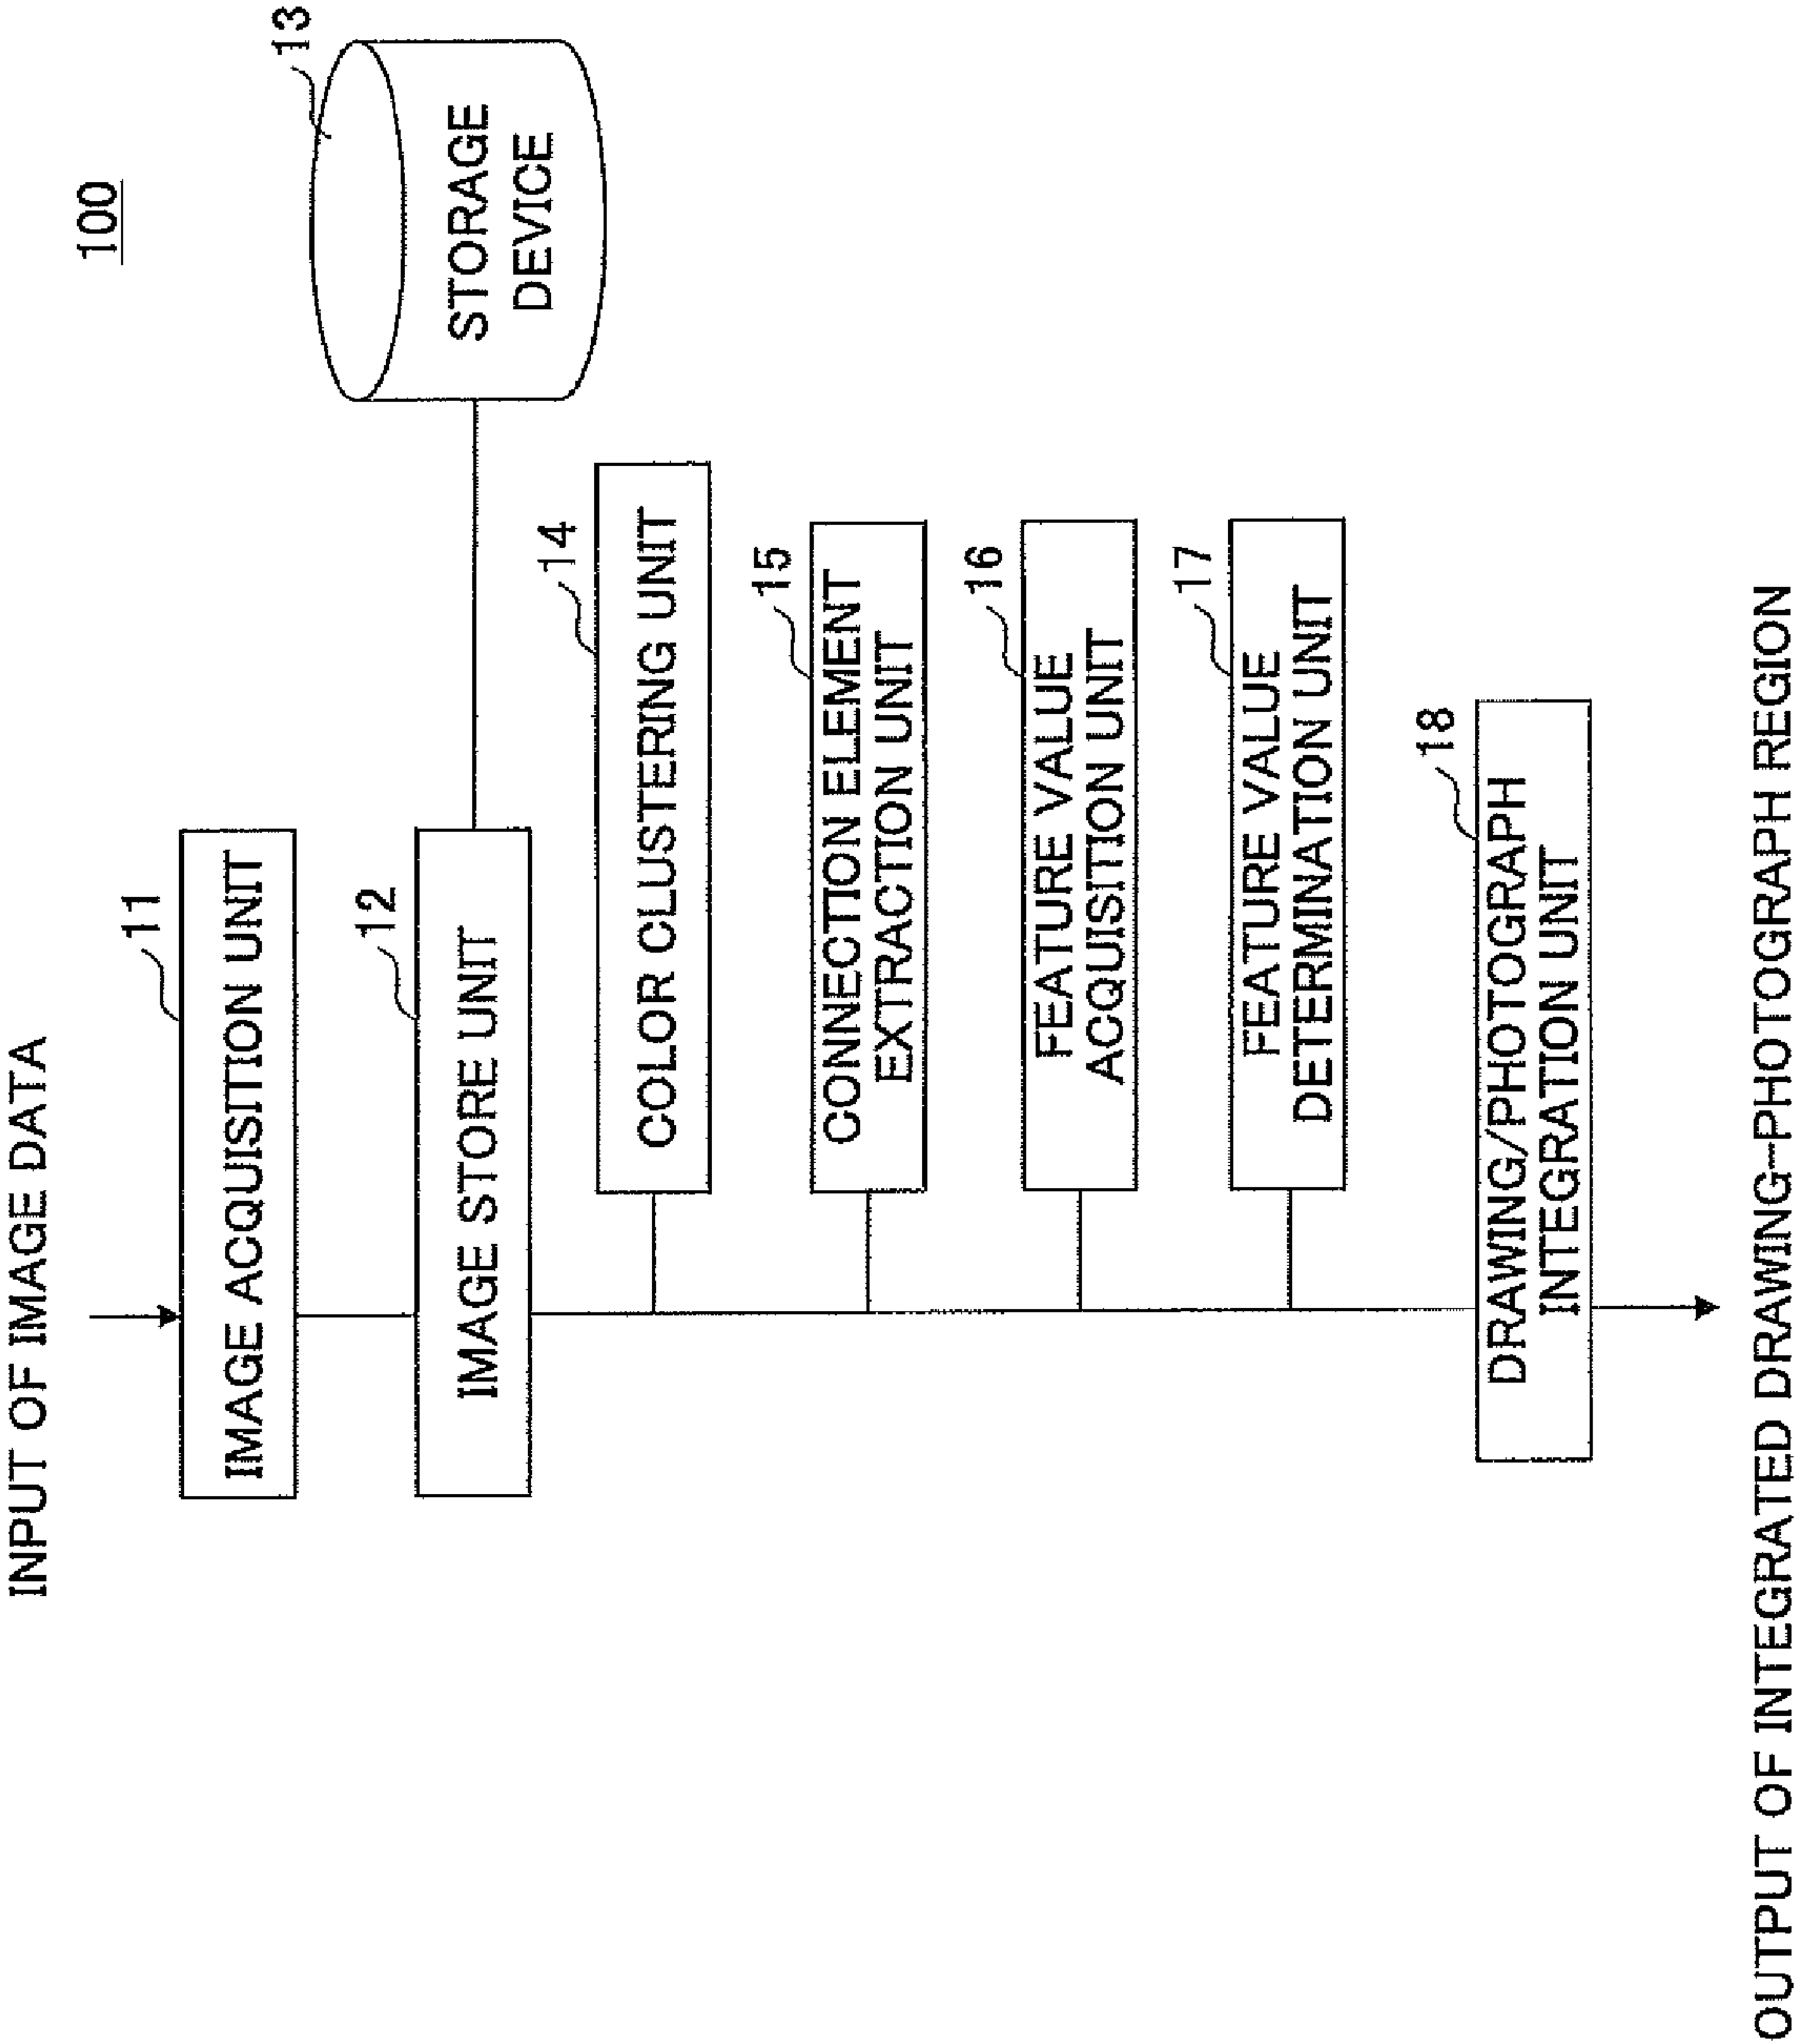 100
INPUT OF IMAGE DATA
11
IMAGE ACQUISITION UNIT
12
IMAGE STORE UNIT
13
STORAGE
DEVICE
14
COLOR CLUSTERING UNIT
15
CONNECTION ELEMENT
EXTRACTION UNIT
16
FEATURE VALUE
ACQUISITION UNIT
17
FEATURE VALUE
DETERMINATION UNIT
18
DRAWING/PHOTOGRAPH
INTEGRATION UNIT
OUTPUT OF INTEGRATED DRAWING-PHOTOGRAPH REGION